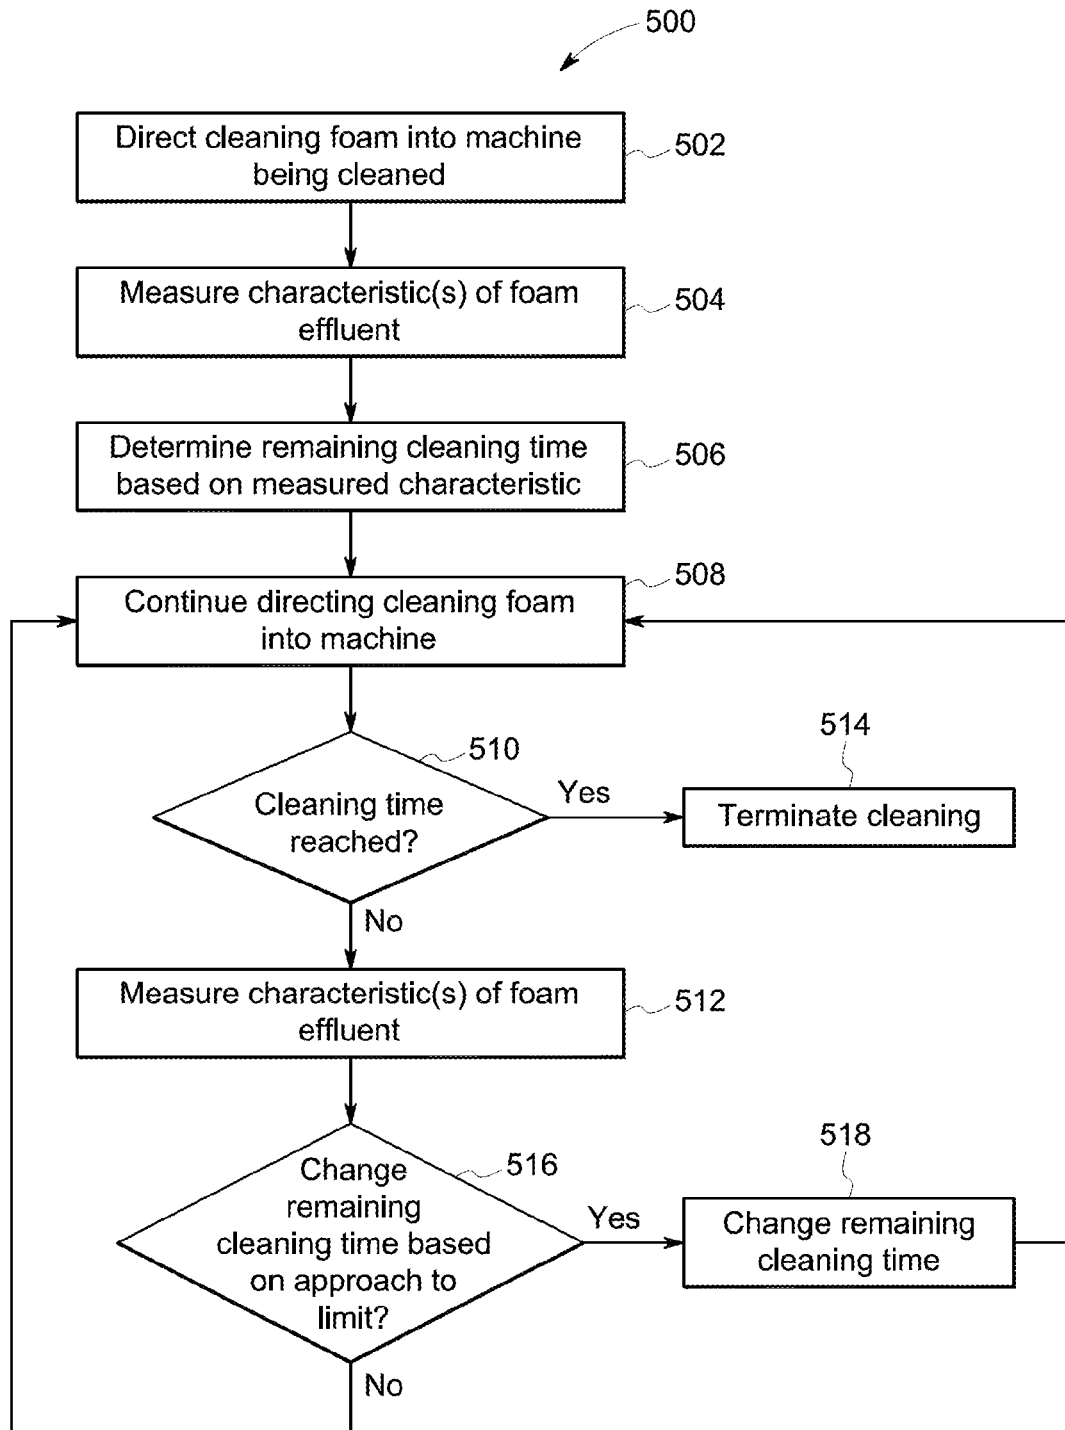 500
Direct cleaning foam into machine
being cleaned
502
Measure characteristic(s) of foam
effluent
504
Determine remaining cleaning time
based on measured characteristic
506
Continue directing cleaning foam
into machine
508
Cleaning time
reached?
510
Yes
Terminate cleaning
514
No
Measure characteristic(s) of foam
effluent
512
Change
remaining
cleaning time based
on approach to
limit?
516
Yes
Change remaining
cleaning time
518
No